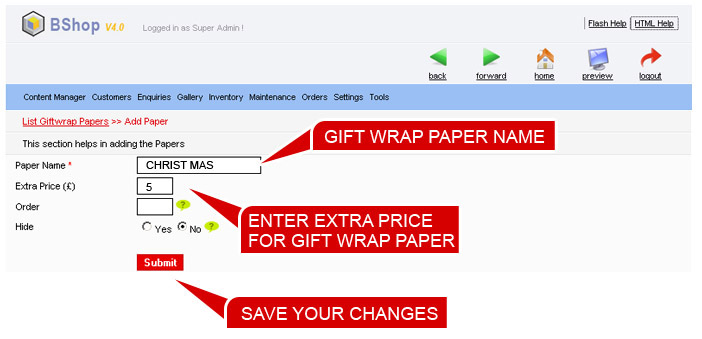 BShop V4.0 Logged in as Super Admin ! Flash Help HTML Help
back forward home preview logout
Content Manager Customers Enquiries Gallery Inventory Maintenance Orders Settings Tools
List Giftwrap Papers >> Add Paper
GIFT WRAP PAPER NAME
This section helps in adding the Papers
Paper Name * CHRIST MAS
Extra Price (£) 5
Order ?
ENTER EXTRA PRICE
FOR GIFT WRAP PAPER
Hide Yes No ?
Submit
SAVE YOUR CHANGES